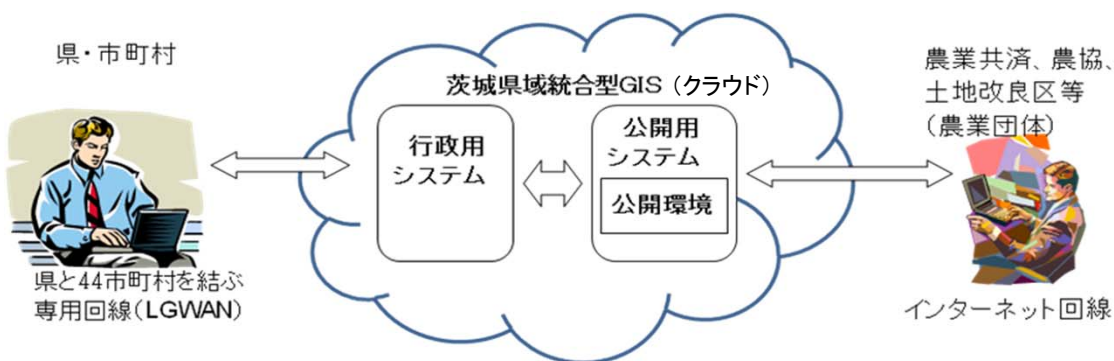 県・市町村
県と44市町村を結ぶ
専用回線(LGWAN)
茨城県域統合型GIS(クラウド)
行政用
システム
公開用
システム
公開環境
農業共済、農協、
土地改良区等
(農業団体)
インターネット回線